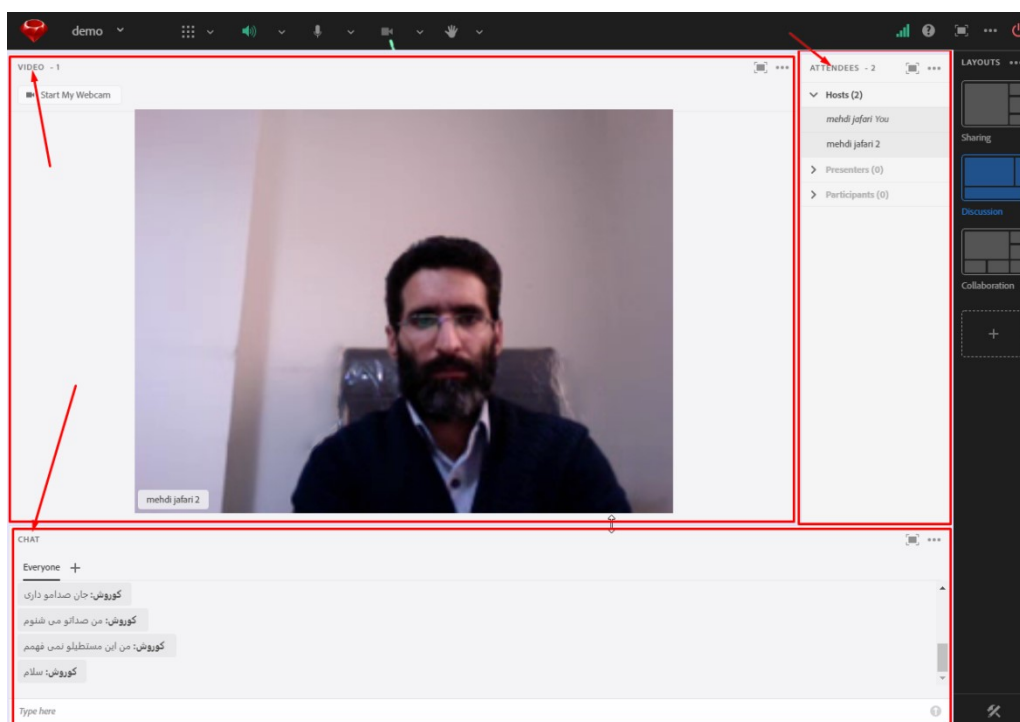 demo
VIDEO - 1
Start My Webcam
mehdi jafari 2
ATTENDEES - 2
Hosts (2)
mehdi jafari You
mehdi jafari 2
Presenters (0)
Participants (0)
LAYOUTS
Sharing
Discussion
Collaboration
CHAT
Everyone
کوروش: جان صدامو داری
کوروش: من صداتو می شنوم
کوروش: من این مستطیلو نمی فهمم
کوروش: سلام
Type here